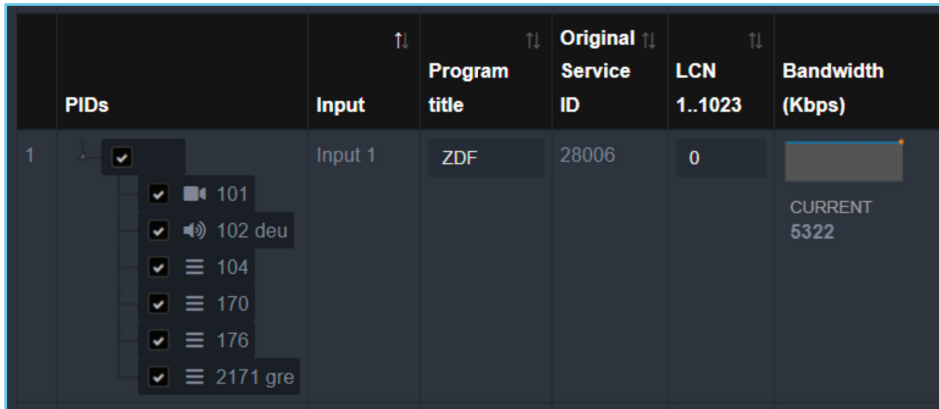 PIDs
Input
Program
title
Original
Service
ID
LCN
1..1023
Bandwidth
(Kbps)
1
Input 1
ZDF
28006
0
101
102 deu
104
170
176
2171 gre
CURRENT
5322